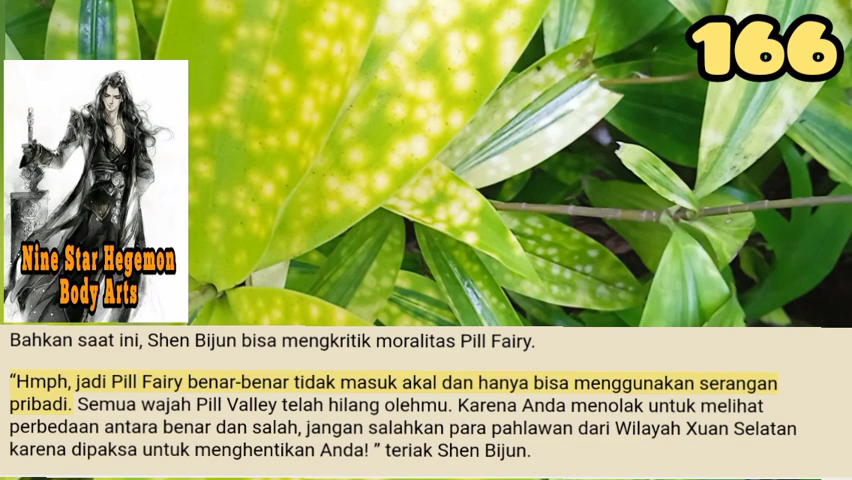 166
Nine Star Hegemon
Body Arts
Bahkan saat ini, Shen Bijun bisa mengkritik moralitas Pill Fairy.
“Hmph, jadi Pill Fairy benar-benar tidak masuk akal dan hanya bisa menggunakan serangan
pribadi. Semua wajah Pill Valley telah hilang olehmu. Karena Anda menolak untuk melihat
perbedaan antara benar dan salah, jangan salahkan para pahlawan dari Wilayah Xuan Selatan
karena dipaksa untuk menghentikan Anda! ” teriak Shen Bijun.